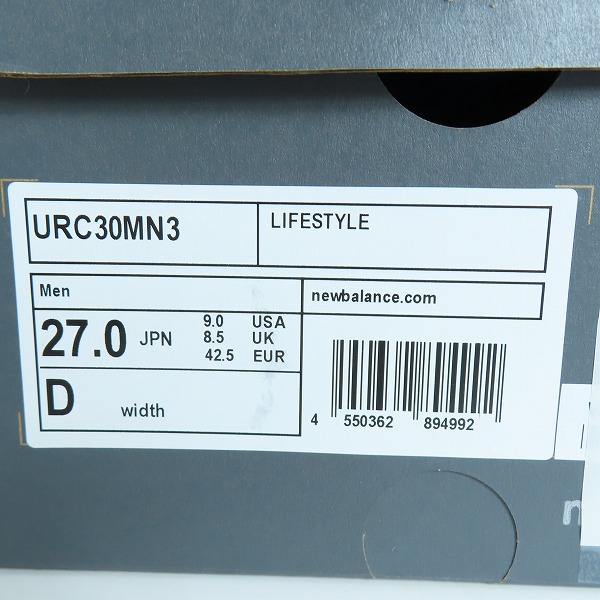 URC30MN3
LIFESTYLE
Men
newbalance.com
27.0 JPN
9.0 USA
8.5 UK
42.5 EUR
D width
4 550362 894992